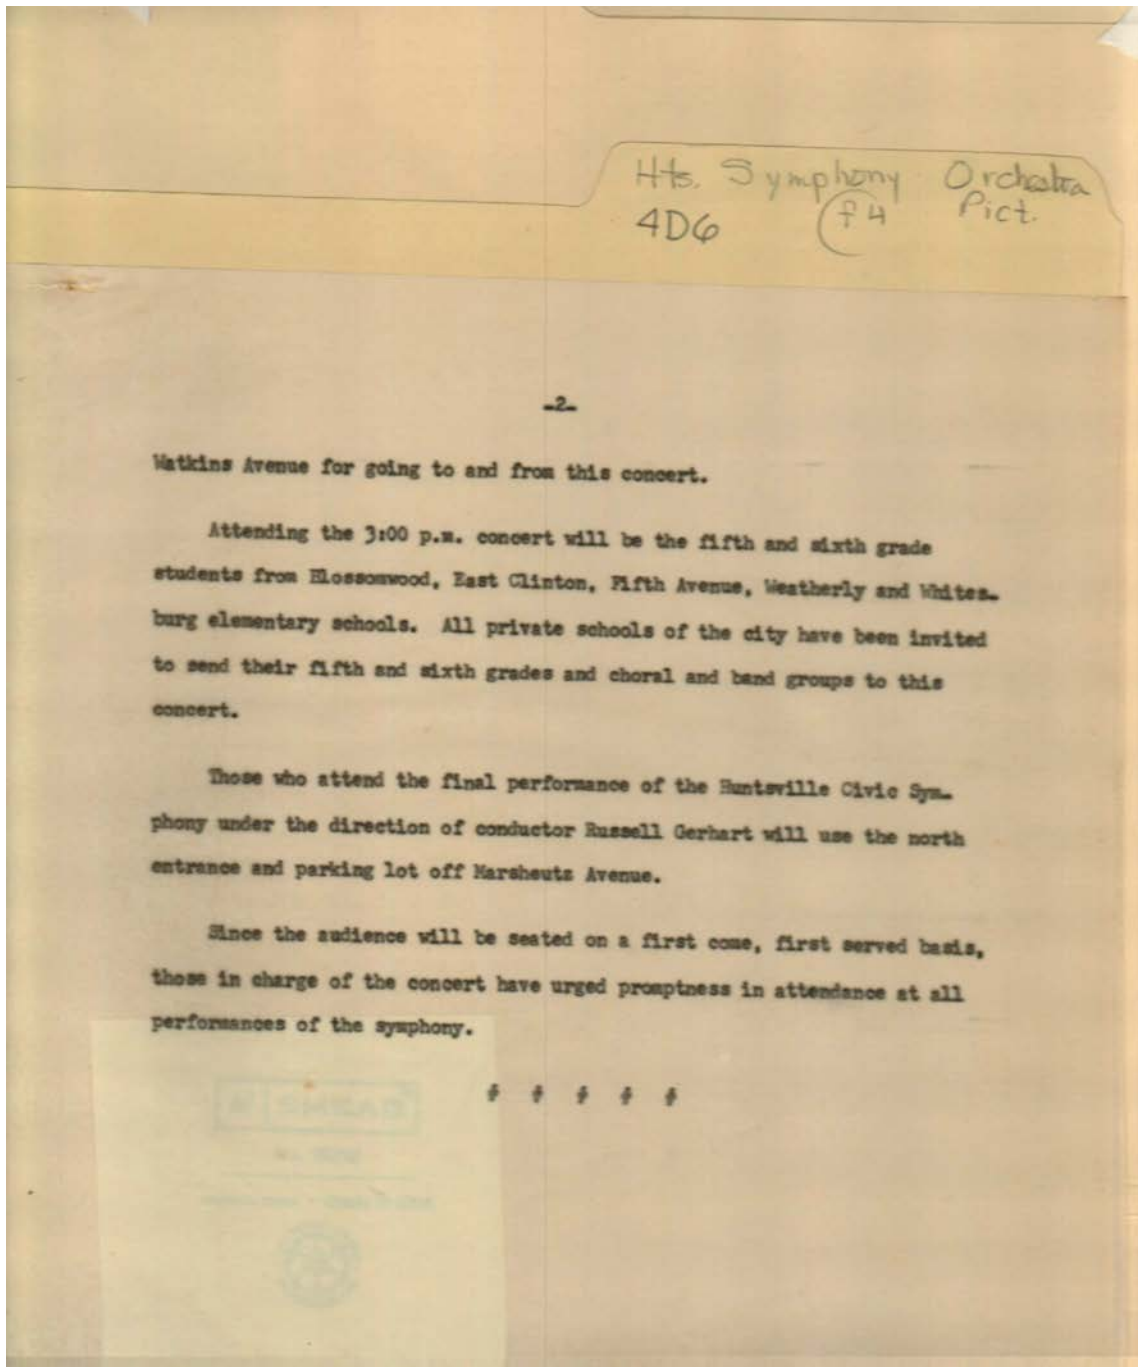 Hts. Symphony Orchestra
4D6 f4 Pict.
-2-
Watkins Avenue for going to and from this concert.
Attending the 3:00 p.m. concert will be the fifth and sixth grade
students from Blossomwood, East Clinton, Fifth Avenue, Weatherly and Whites-
burg elementary schools. All private schools of the city have been invited
to send their fifth and sixth grades and choral and band groups to this
concert.
Those who attend the final performance of the Huntsville Civic Sym-
phony under the direction of conductor Russell Gerhart will use the north
entrance and parking lot off Marsheutz Avenue.
Since the audience will be seated on a first come, first served basis,
those in charge of the concert have urged promptness in attendance at all
performances of the symphony.
# # # # #